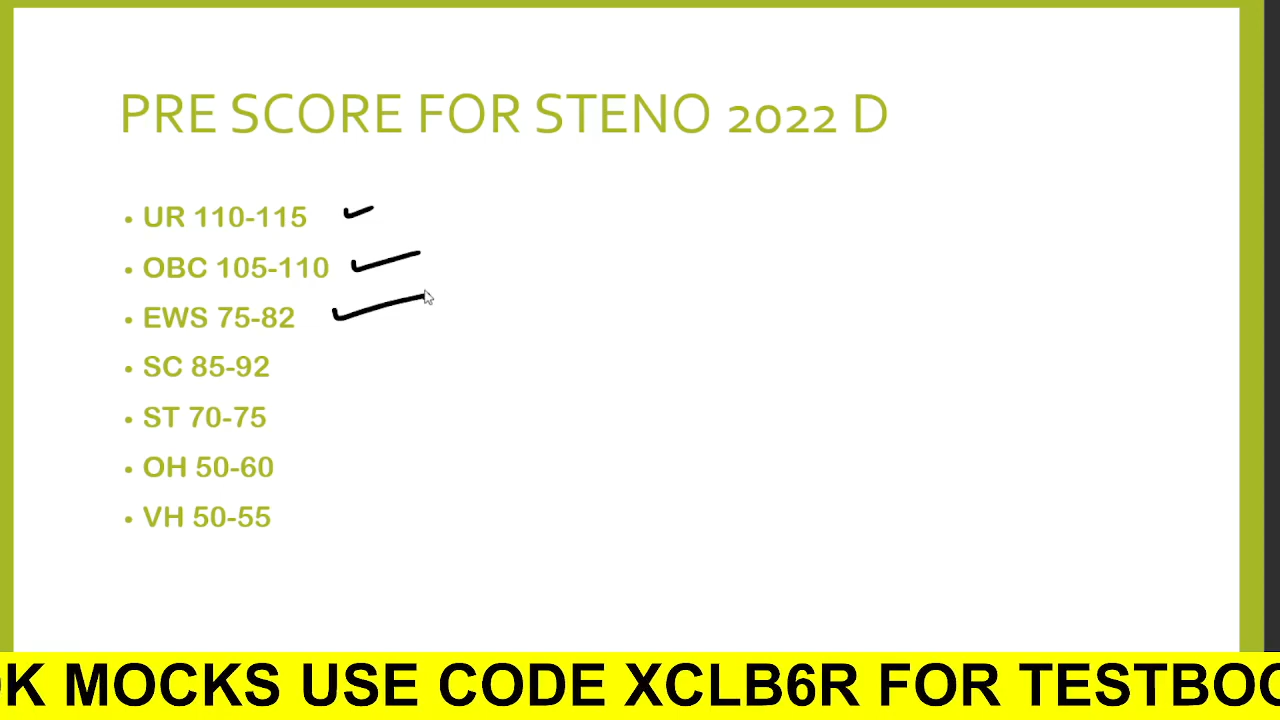 PRE SCORE FOR STENO 2022 D
• UR 110-115
• OBC 105-110
• EWS 75-82
• SC 85-92
• ST 70-75
• OH 50-60
• VH 50-55
K MOCKS USE CODE XCLB6R FOR TESTBOO